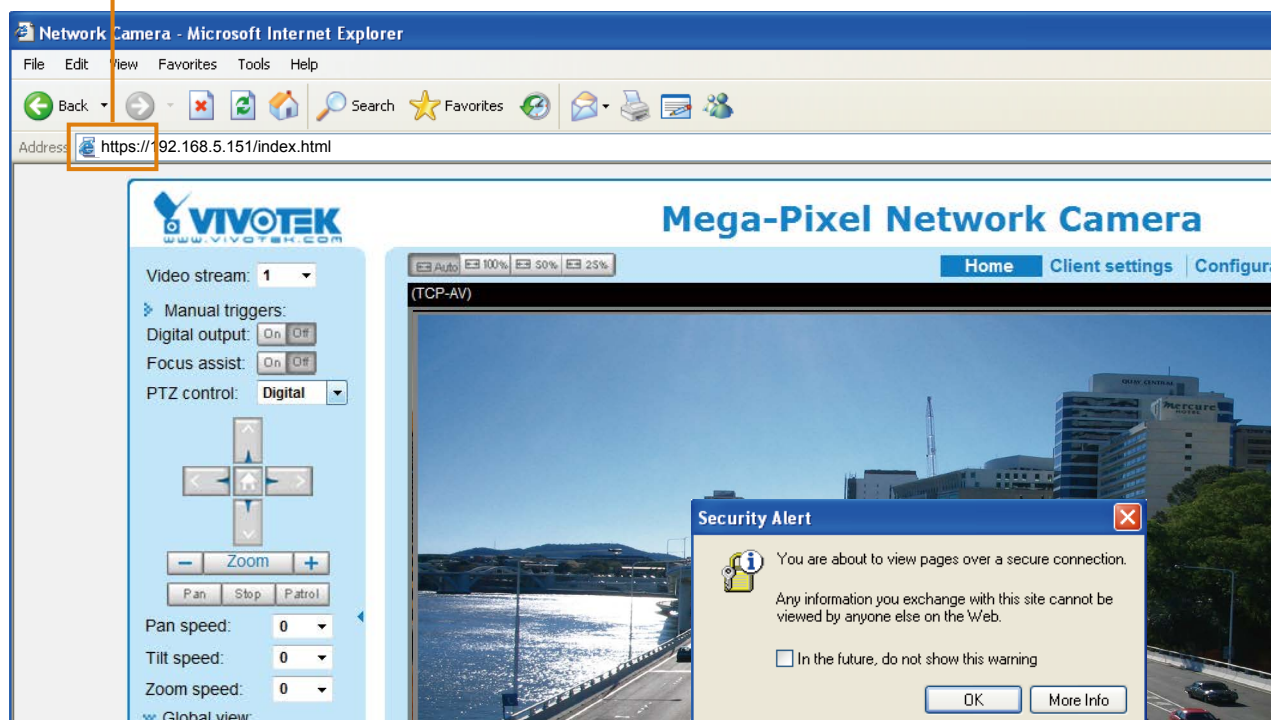 Network Camera - Microsoft Internet Explorer
File Edit View Favorites Tools Help
Back Search Favorites
Address https://192.168.5.151/index.html
VIVOTEK
www.vivotek.com
Mega-Pixel Network Camera
Auto 100% 50% 25%
Home Client settings
(TCP-AV)
Video stream: 1
Manual triggers:
Digital output: On Off
Focus assist: On Off
PTZ control: Digital
Zoom
Pan Stop Patrol
Pan speed: 0
Tilt speed: 0
Zoom speed: 0
Global view:
QUAY CENTRAL
Mercure
HOTEL
Security Alert
You are about to view pages over a secure connection.
Any information you exchange with this site cannot be
viewed by anyone else on the Web.
In the future, do not show this warning
OK More Info